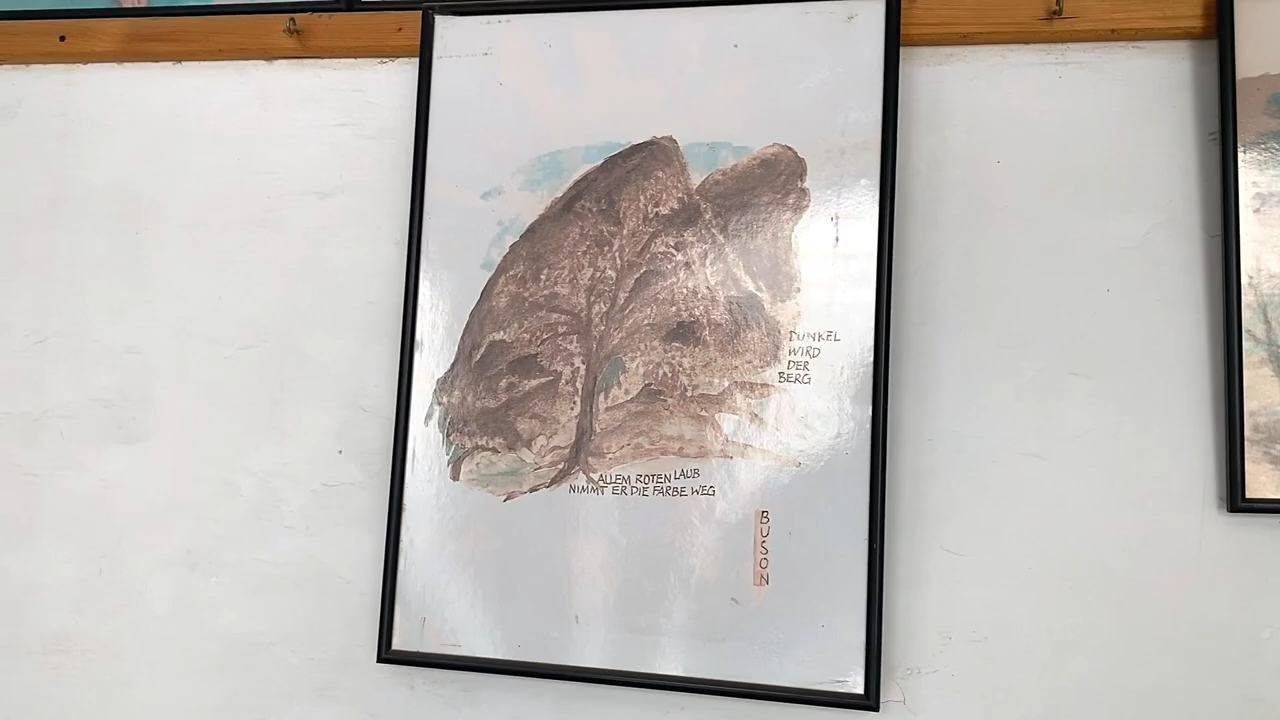 DUNKEL
WIRD
DER
BERG
ALLEM ROTEN LAUB
NIMMT ER DIE FARBE WEG
BUSON